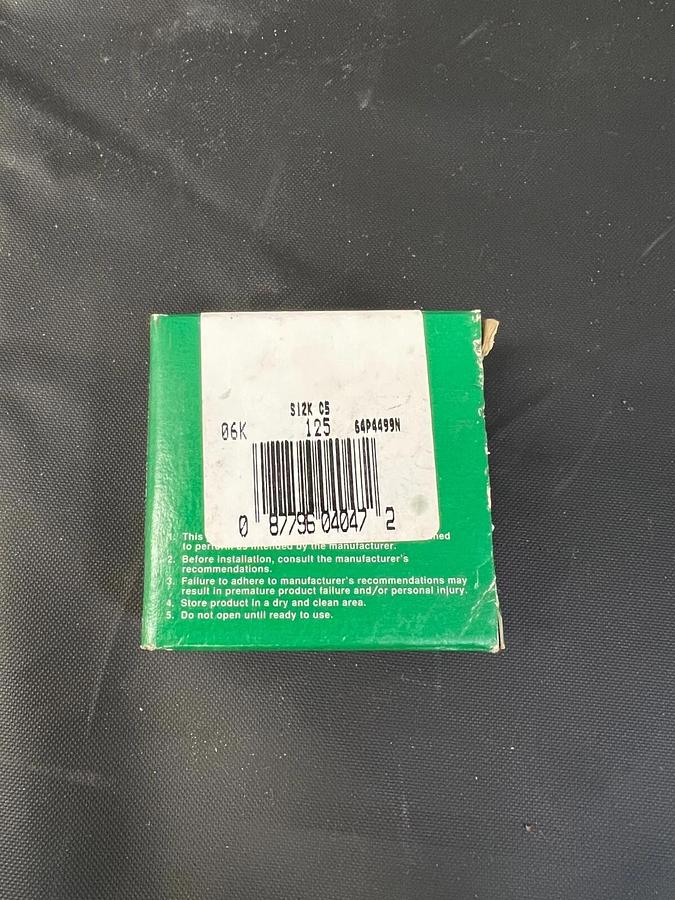 S12K C5
06K 125 64P4499N
0 87796 04047 2
1. This
to perform as intended by the manufacturer.
2. Before installation, consult the manufacturer's
recommendations.
3. Failure to adhere to manufacturer's recommendations may
result in premature product failure and/or personal injury.
4. Store product in a dry and clean area.
5. Do not open until ready to use.